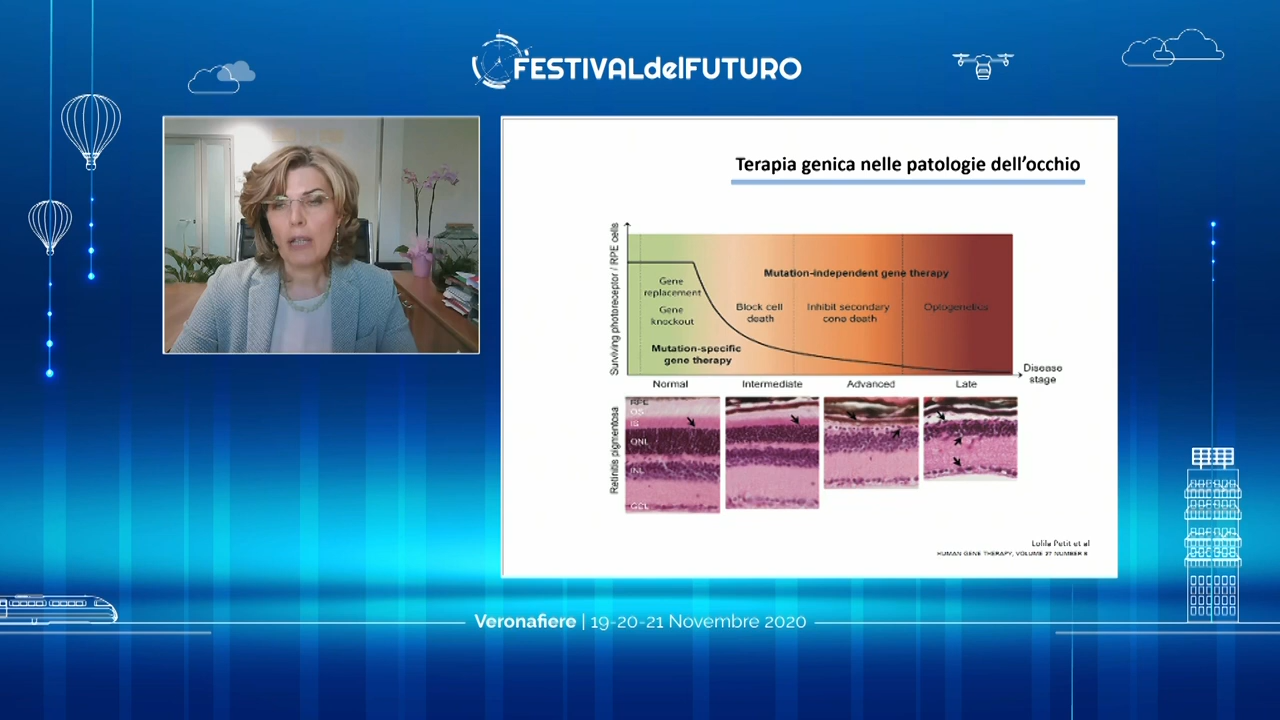 FESTIVALdelFUTURO
Terapia genica nelle patologie dell'occhio
Surviving photoreceptor / RPE cells
Mutation-independent gene therapy
Gene
replacement
Gene
knockout
Block cell
death
Inhibit secondary
cone death
Optogenetics
Mutation-specific
gene therapy
Disease
stage
Normal
Intermediate
Advanced
Late
Retinitis pigmentosa
RPE
OS
IS
ONL
INL
GCL
Lolita Petit et al
HUMAN GENE THERAPY, VOLUME 27 NUMBER 8
Veronafiere | 19-20-21 Novembre 2020